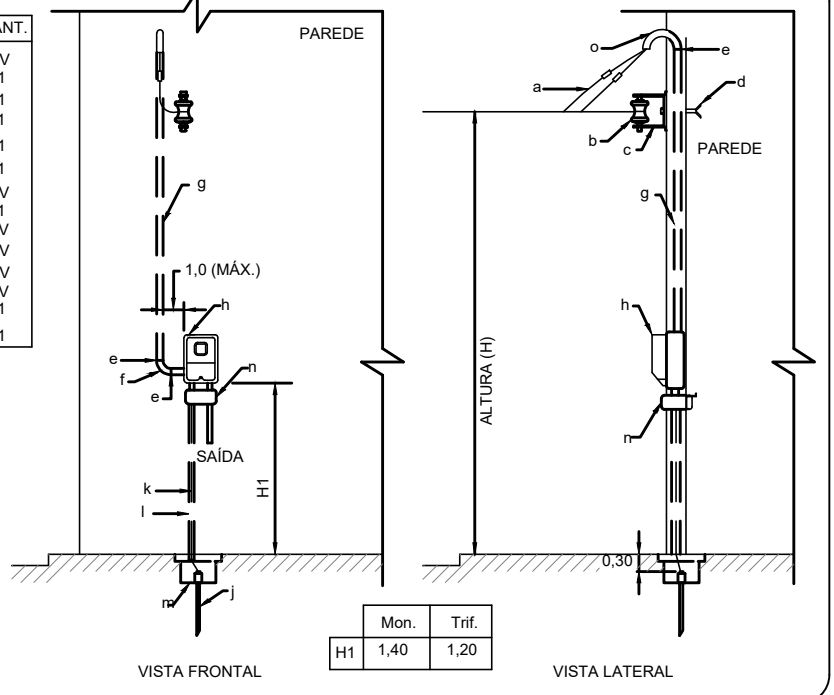 ANT.
V
1
1
1
1
1
V
1
V
V
V
V
1
1
PAREDE
g
1,0 (MÁX.)
h
e
f
e
n
SAÍDA
k
l
H1
m
j
VISTA FRONTAL
Mon. Trif.
H1 1,40 1,20
o
e
a
d
b
c
PAREDE
g
h
ALTURA (H)
n
0,30
VISTA LATERAL